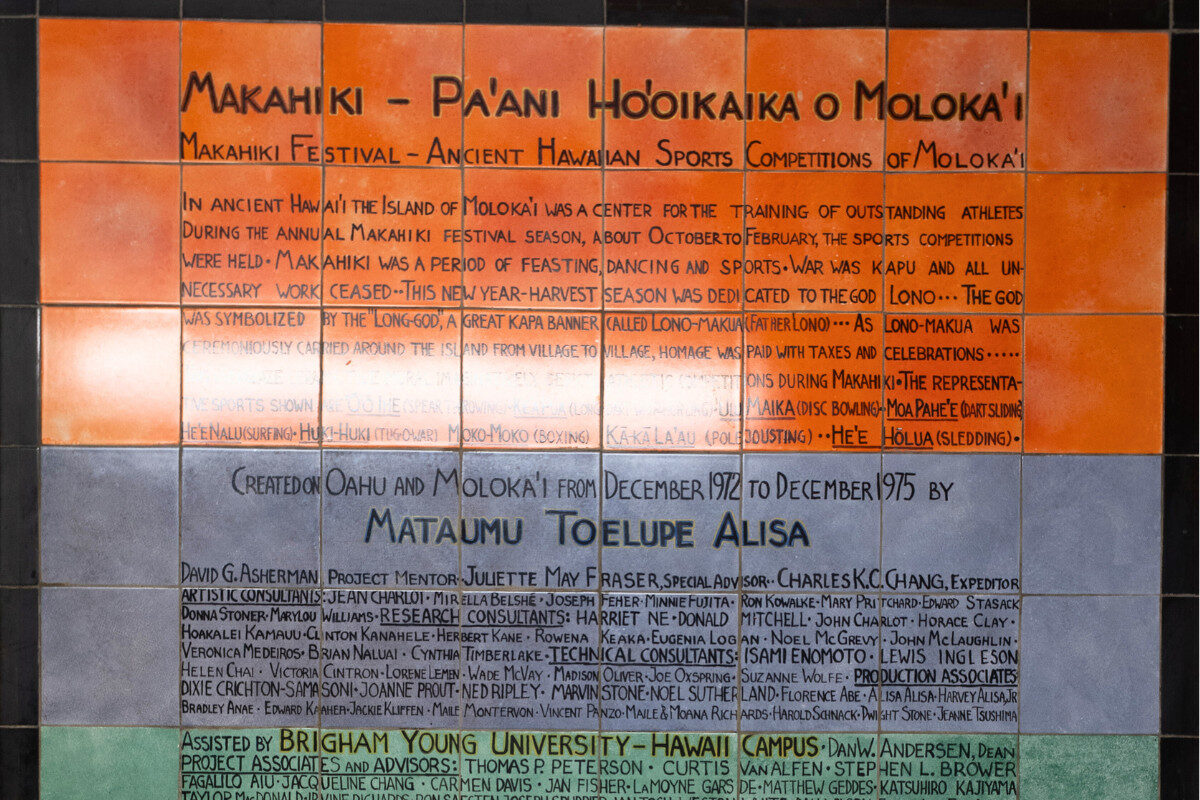 MAKAHIKI – PA'ANI HO'OIKAIKA O MOLOKA'I
MAKAHIKI FESTIVAL – ANCIENT HAWAIIAN SPORTS COMPETITIONS OF MOLOKA'I
IN ANCIENT HAWAI'I THE ISLAND OF MOLOKA'I WAS A CENTER FOR THE TRAINING OF OUTSTANDING ATHLETES
DURING THE ANNUAL MAKAHIKI FESTIVAL SEASON, ABOUT OCTOBER TO FEBRUARY, THE SPORTS COMPETITIONS
WERE HELD • MAKAHIKI WAS A PERIOD OF FEASTING, DANCING AND SPORTS • WAR WAS KAPU AND ALL UN-
NECESSARY WORK CEASED •• THIS NEW YEAR-HARVEST SEASON WAS DEDICATED TO THE GOD LONO ••• THE GOD
WAS SYMBOLIZED BY THE "LONG-GOD", A GREAT KAPA BANNER CALLED LONO-MAKUA (FATHER LONO) ••• AS LONO-MAKUA WAS
CEREMONIOUSLY CARRIED AROUND THE ISLAND FROM VILLAGE TO VILLAGE, HOMAGE WAS PAID WITH TAXES AND CELEBRATIONS •••••
COMPETITIONS DURING MAKAHIKI • THE REPRESENTA-
TIVE SPORTS SHOWN ARE ŌŌ IHE (SPEAR THROWING) • (LONG ULU MAIKA (DISC BOWLING) • MOA PAHE'E (DART SLIDING)
HE'E NALU (SURFING) • HUKI-HUKI (TUG O WAR) MOKO-MOKO (BOXING) KĀ-KĀ LA'AU (POLE JOUSTING) •• HE'E HŌLUA (SLEDDING) •
CREATED ON OAHU AND MOLOKA'I FROM DECEMBER 1972 TO DECEMBER 1975 BY
MATAUMU TOELUPE ALISA
DAVID G. ASHERMAN, PROJECT MENTOR • JULIETTE MAY FRASER, SPECIAL ADVISOR • CHARLES K.C. CHANG, EXPEDITOR
ARTISTIC CONSULTANTS: JEAN CHARLOT • MIRELLA BELSHÉ • JOSEPH FEHER • MINNIE FUJITA • RON KOWALKE • MARY PRITCHARD • EDWARD STASACK
DONNA STONER • MARYLOU WILLIAMS • RESEARCH CONSULTANTS: HARRIET NE • DONALD MITCHELL • JOHN CHARLOT • HORACE CLAY •
HOAKALEI KAMAUU • CLINTON KANAHELE • HERBERT KANE • ROWENA KEAKA • EUGENIA LOGAN • NOEL MCGREVY • JOHN MCLAUGHLIN •
VERONICA MEDEIROS • BRIAN NALUAI • CYNTHIA TIMBERLAKE • TECHNICAL CONSULTANTS: ISAMI ENOMOTO • LEWIS INGLESON
HELEN CHAI • VICTORIA CINTRON • LORENE LEMEN • WADE MCVAY • MADISON OLIVER • JOE OXSPRING • SUZANNE WOLFE • PRODUCTION ASSOCIATES
DIXIE CRICHTON-SAMASONI • JOANNE PROUT • NED RIPLEY • MARVIN STONE • NOEL SUTHERLAND • FLORENCE ABE • ALISA ALISA • HARVEY ALISA, JR
BRADLEY ANAE • EDWARD KAAHER • JACKIE KLIFFEN • MAILE MONTERVON • VINCENT PANZO • MAILE & MOANA RICHARDS • HAROLD SCHNACK • DWIGHT STONE • JEANNE TSUSHIMA
ASSISTED BY BRIGHAM YOUNG UNIVERSITY – HAWAII CAMPUS • DAN W. ANDERSEN, DEAN
PROJECT ASSOCIATES AND ADVISORS: THOMAS P. PETERSON • CURTIS VAN ALFEN • STEPHEN L. BROWER
FAGALILO AIU • JACQUELINE CHANG • CARMEN DAVIS • JAN FISHER • LAMOYNE GARSIDE • MATTHEW GEDDES • KATSUHIRO KAJIYAMA